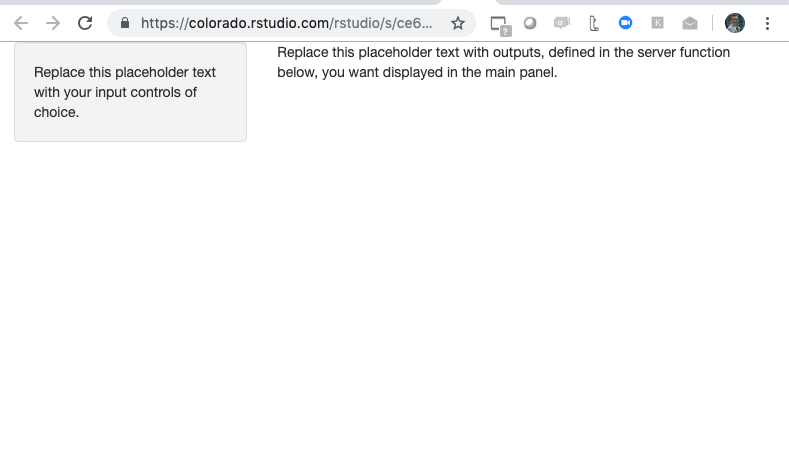 https://colorado.rstudio.com/rstudio/s/ce6...
?
K
Replace this placeholder text
with your input controls of
choice.
Replace this placeholder text with outputs, defined in the server function
below, you want displayed in the main panel.